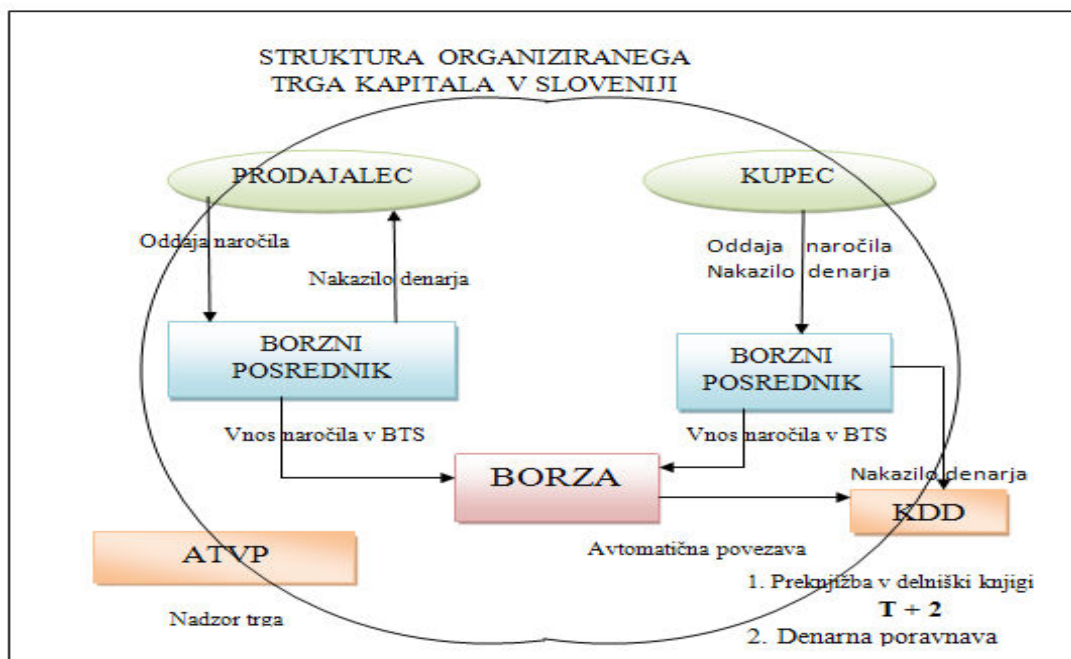 STRUKTURA ORGANIZIRANEGA
TRGA KAPITALA V SLOVENIJI
PRODAJALEC
KUPEC
Oddaja naročila
Nakazilo denarja
Oddaja naročila
Nakazilo denarja
BORZNI
POSREDNIK
BORZNI
POSREDNIK
Vnos naročila v BTS
Vnos naročila v BTS
BORZA
Nakazilo denarja
KDD
ATVP
Avtomatična povezava
Nadzor trga
1. Preknjižba v delniški knjigi
T + 2
2. Denarna poravnava